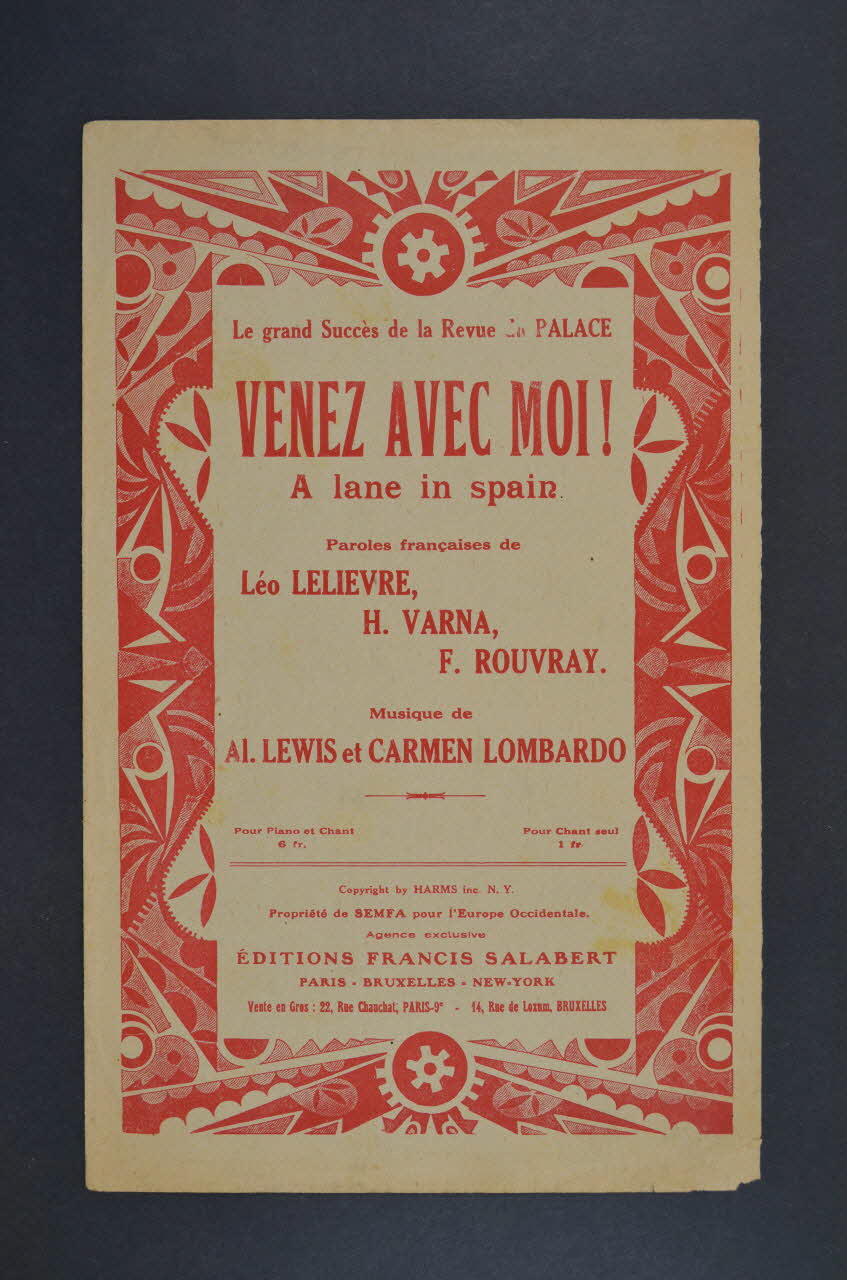 Le grand Succès de la Revue du PALACE
VENEZ AVEC MOI!
A lane in spain
Paroles françaises de
Léo LELIEVRE,
H. VARNA,
F. ROUVRAY.
Musique de
Al. LEWIS et CARMEN LOMBARDO
Pour Piano et Chant
6 fr.
Pour Chant seul
1 fr
Copyright by HARMS inc. N. Y.
Propriété de SEMFA pour l'Europe Occidentale.
Agence exclusive
ÉDITIONS FRANCIS SALABERT
PARIS - BRUXELLES - NEW-YORK
Vente en Gros : 22, Rue Chauchat, PARIS-9e - 14, Rue de Loxum, BRUXELLES